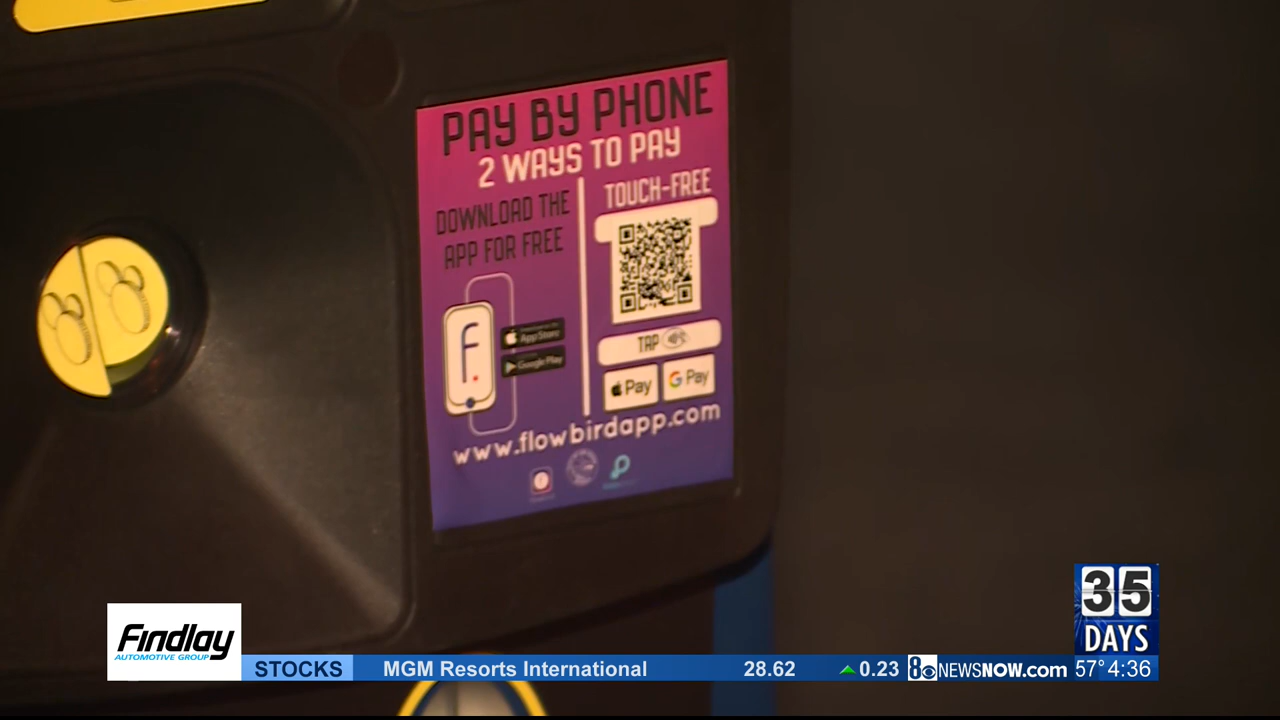 PAY BY PHONE
2 WAYS TO PAY
DOWNLOAD THE
APP FOR FREE
f.
App Store
Google Play
TOUCH-FREE
TAP
Pay
G Pay
www.flowbirdapp.com
35
DAYS
Findlay
AUTOMOTIVE GROUP
STOCKS MGM Resorts International 28.62 0.23 8 NEWSNOW.com 57° 4:36